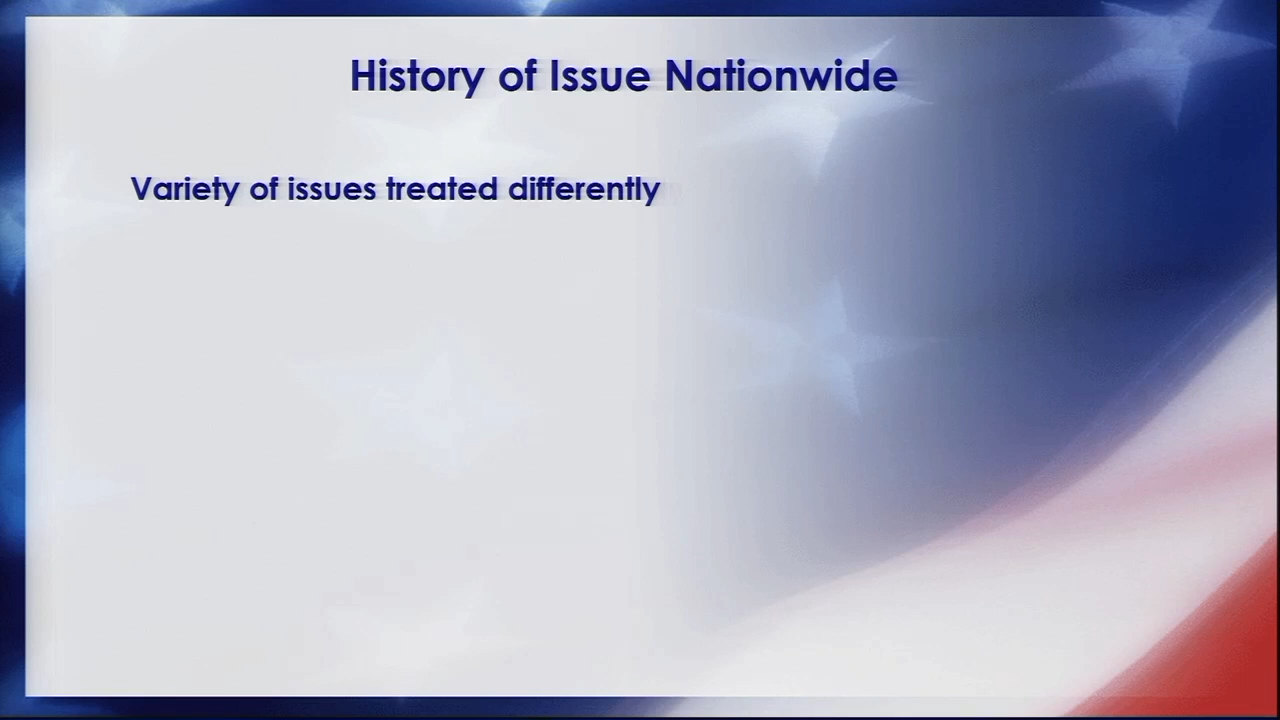 History of Issue Nationwide
Variety of issues treated differently